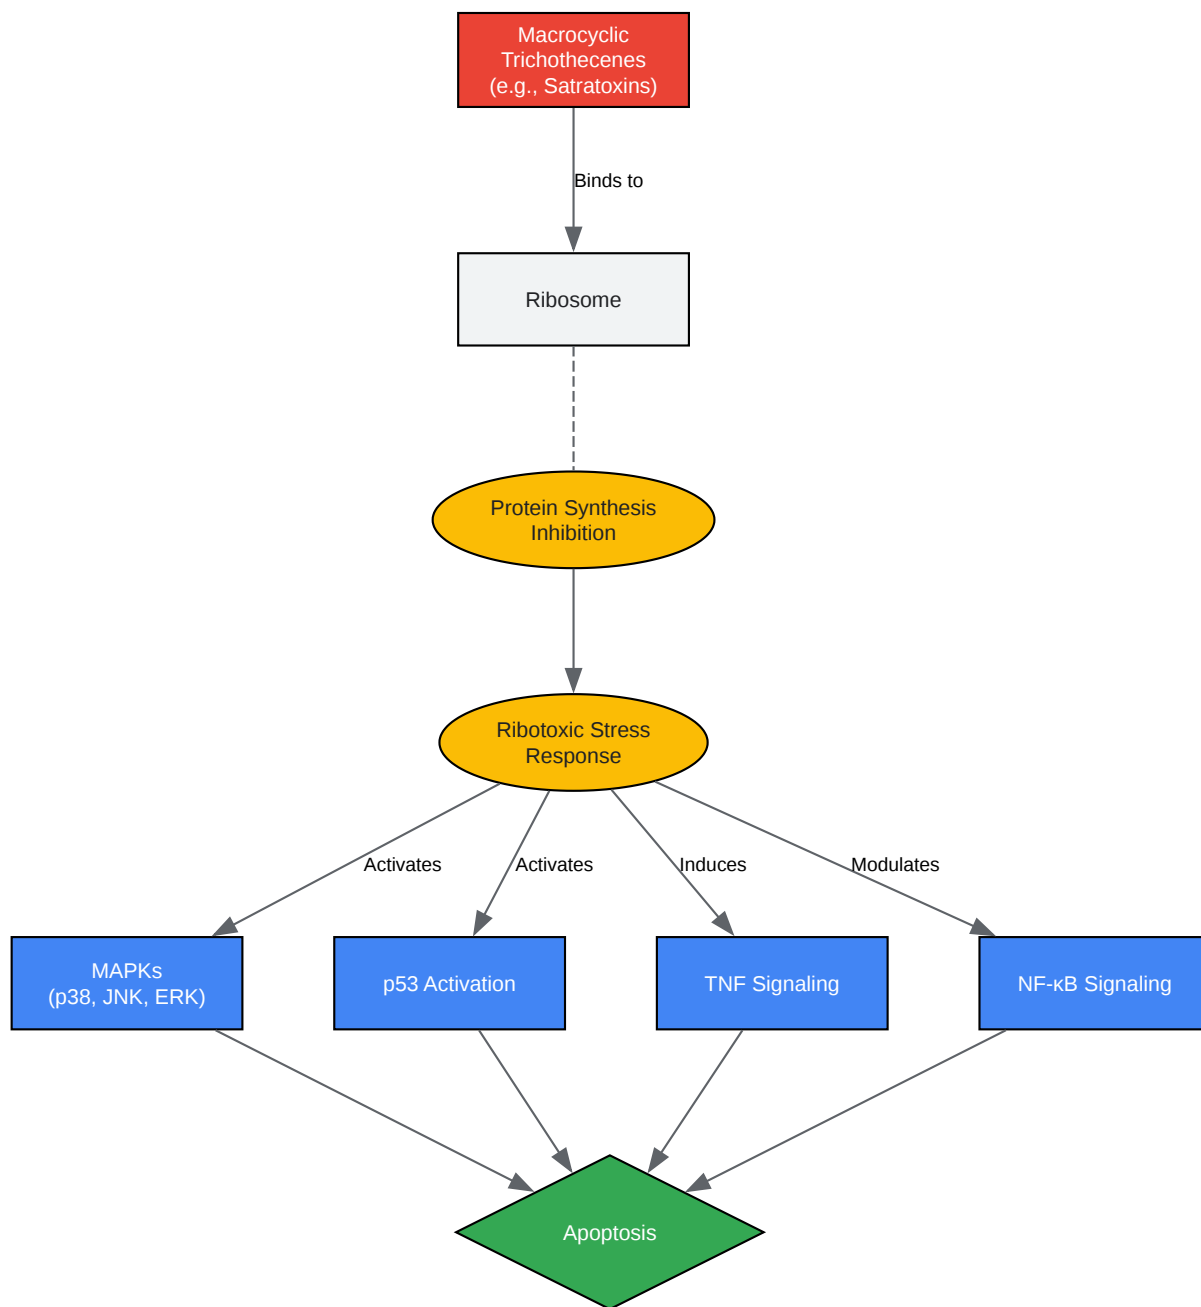 Macrocyclic
Trichothecenes
(e.g., Satratoxins)
Binds to
Ribosome
Protein Synthesis
Inhibition
Ribotoxic Stress
Response
Activates
Activates
Induces
Modulates
MAPKs
(p38, JNK, ERK)
p53 Activation
TNF Signaling
NF-κB Signaling
Apoptosis